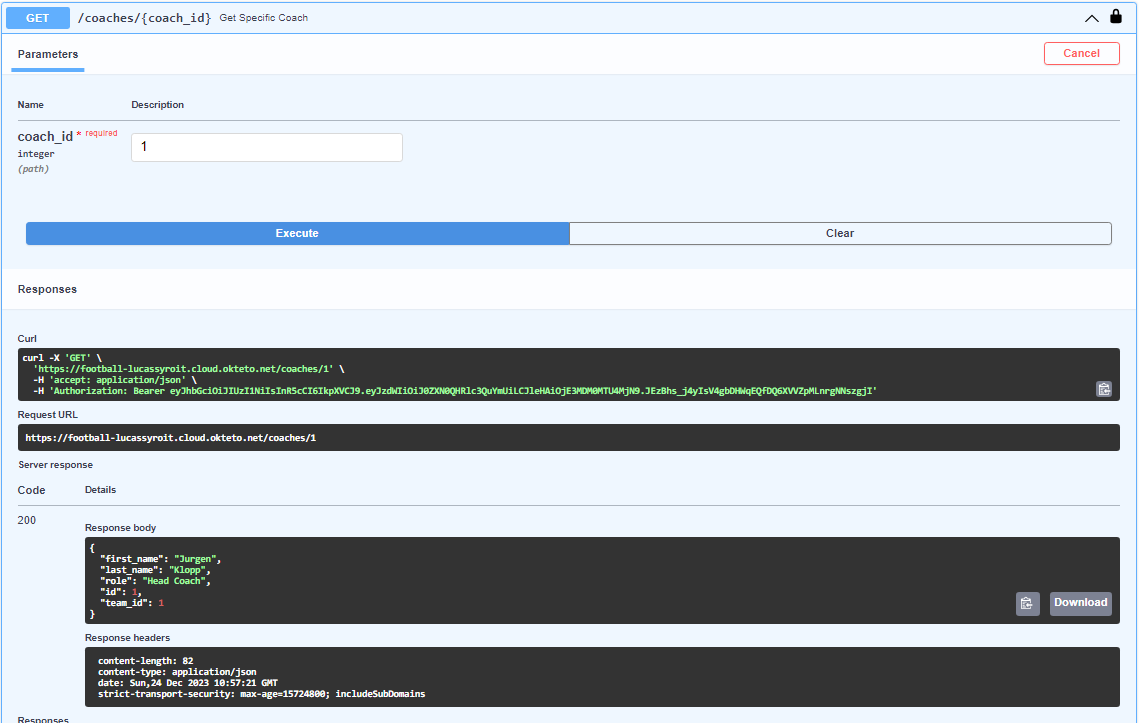 GET /coaches/{coach_id} Get Specific Coach
Parameters
Cancel
Name Description
coach_id * required
integer
(path)
1
Execute Clear
Responses
Curl
curl -X 'GET' \
'https://football-lucassyroit.cloud.okteto.net/coaches/1' \
-H 'accept: application/json' \
-H 'Authorization: Bearer eyJhbGciOiJIUzI1NiIsInR5cCI6IkpXVCJ9.eyJzdWIiOiJ0ZXN0QHRlc3QuYmUiLCJleHAiOjE3MDM0MTU4MjN9.JEzBhs_j4yIsV4gbDHWqEQfDQ6XVVZpMLnrgNNszgjI'
Request URL
https://football-lucassyroit.cloud.okteto.net/coaches/1
Server response
Code Details
200
Response body
{
"first_name": "Jurgen",
"last_name": "Klopp",
"role": "Head Coach",
"id": 1,
"team_id": 1
}
Download
Response headers
content-length: 82
content-type: application/json
date: Sun,24 Dec 2023 10:57:21 GMT
strict-transport-security: max-age=15724800; includeSubDomains
Responses